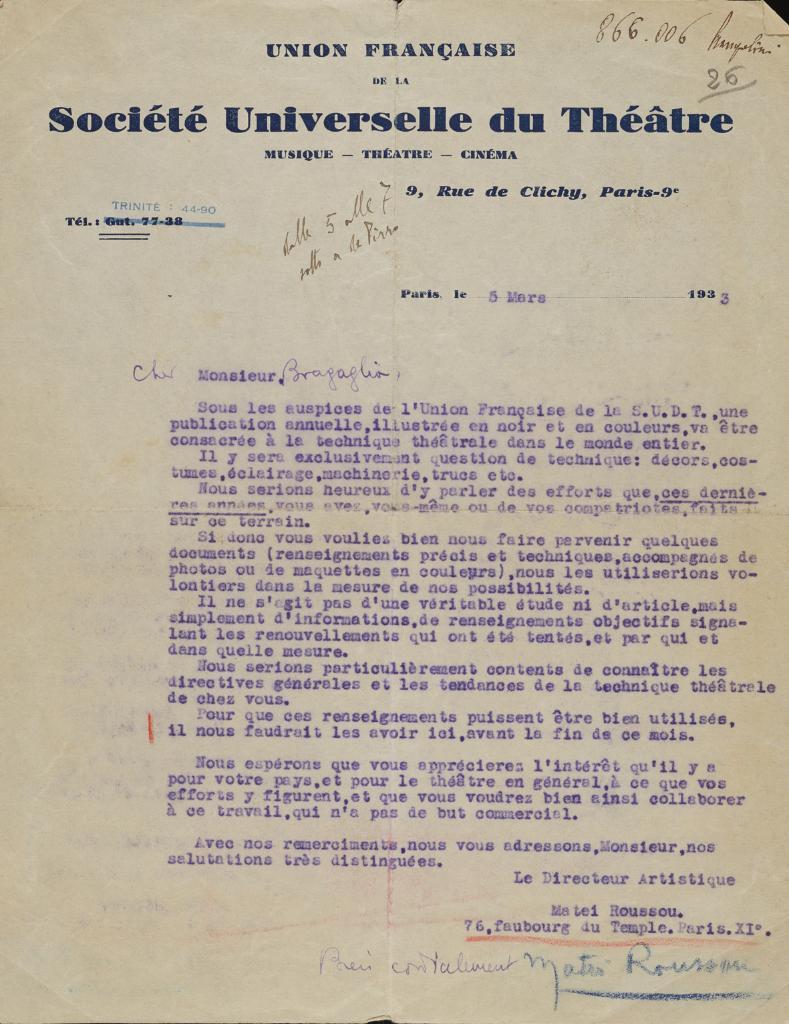 866.006
26
UNION FRANÇAISE
DE LA
Société Universelle du Théâtre
MUSIQUE — THÉATRE — CINÉMA
9, Rue de Clichy, Paris-9e
TRINITÉ : 44-90
Tél. : Gut. 77-38
dalle 5 alle 7
Paris, le 5 Mars 1933
Cher Monsieur, Bragaglia,
Sous les auspices de l'Union Française de la S.U.D.T.,une
publication annuelle,illustrée en noir et en couleurs,va être
consacrée à la technique théâtrale dans le monde entier.
Il y sera exclusivement question de technique: décors,cos-
tumes,éclairage,machinerie,trucs etc.
Nous serions heureux d'y parler des efforts que,ces derniè-
res années,vous avez,vous-même ou de vos compatriotes,faits
sur ce terrain.
Si donc vous vouliez bien nous faire parvenir quelques
documents (renseignements précis et techniques,accompagnés de
photos ou de maquettes en couleurs),nous les utiliserions vo-
lontiers dans la mesure de nos possibilités.
Il ne s'agit pas d'une véritable étude ni d'article,mais
simplement d'informations,de renseignements objectifs signa-
lant les renouvellements qui ont été tentés,et par qui et
dans quelle mesure.
Nous serions particulièrement contents de connaître les
directives générales et les tendances de la technique théâtrale
de chez vous.
Pour que ces renseignements puissent être bien utilisés,
il nous faudrait les avoir ici,avant la fin de ce mois.
Nous espérons que vous apprécierez l'intérêt qu'il y a
pour votre pays,et pour le théâtre en général,à ce que vos
efforts y figurent,et que vous voudrez bien ainsi collaborer
à ce travail,qui n'a pas de but commercial.
Avec nos remerciments,nous vous adressons,Monsieur,nos
salutations très distinguées.
Le Directeur Artistique
Matei Roussou.
76,faubourg du Temple.Paris.XI°.
Bien cordialement Matei Roussou